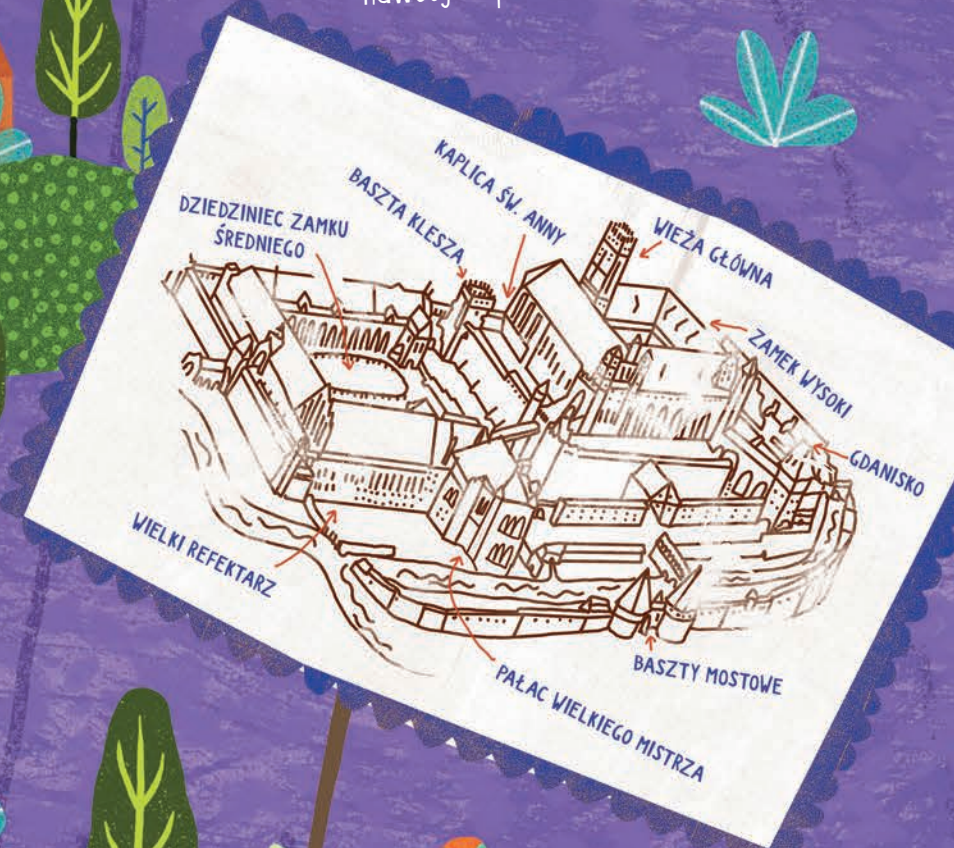 KAPLICA ŚW. ANNY
BASZTA KLESZA
WIEŻA GŁÓWNA
DZIEDZINIEC ZAMKU
ŚREDNIEGO
ZAMEK WYSOKI
GDANISKO
WIELKI REFEKTARZ
BASZTY MOSTOWE
PAŁAC WIELKIEGO MISTRZA